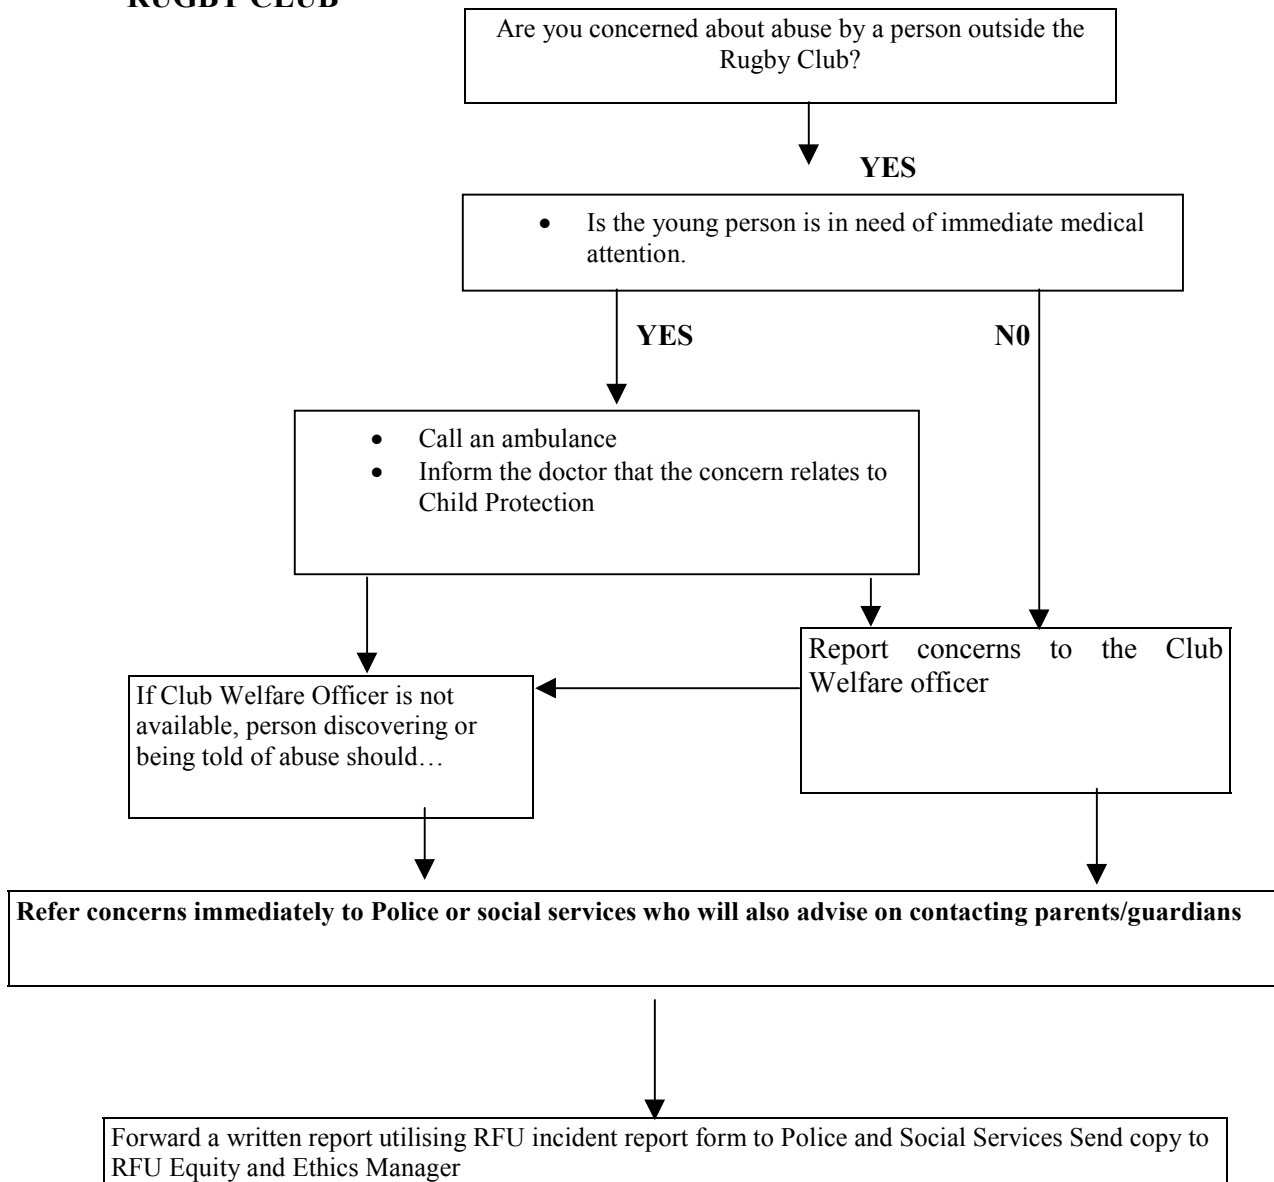 RUGBY CLUB
Are you concerned about abuse by a person outside the
Rugby Club?
YES
• Is the young person is in need of immediate medical
attention.
YES
N0
• Call an ambulance
• Inform the doctor that the concern relates to
Child Protection
Report concerns to the Club
Welfare officer
If Club Welfare Officer is not
available, person discovering or
being told of abuse should…
Refer concerns immediately to Police or social services who will also advise on contacting parents/guardians
Forward a written report utilising RFU incident report form to Police and Social Services Send copy to
RFU Equity and Ethics Manager